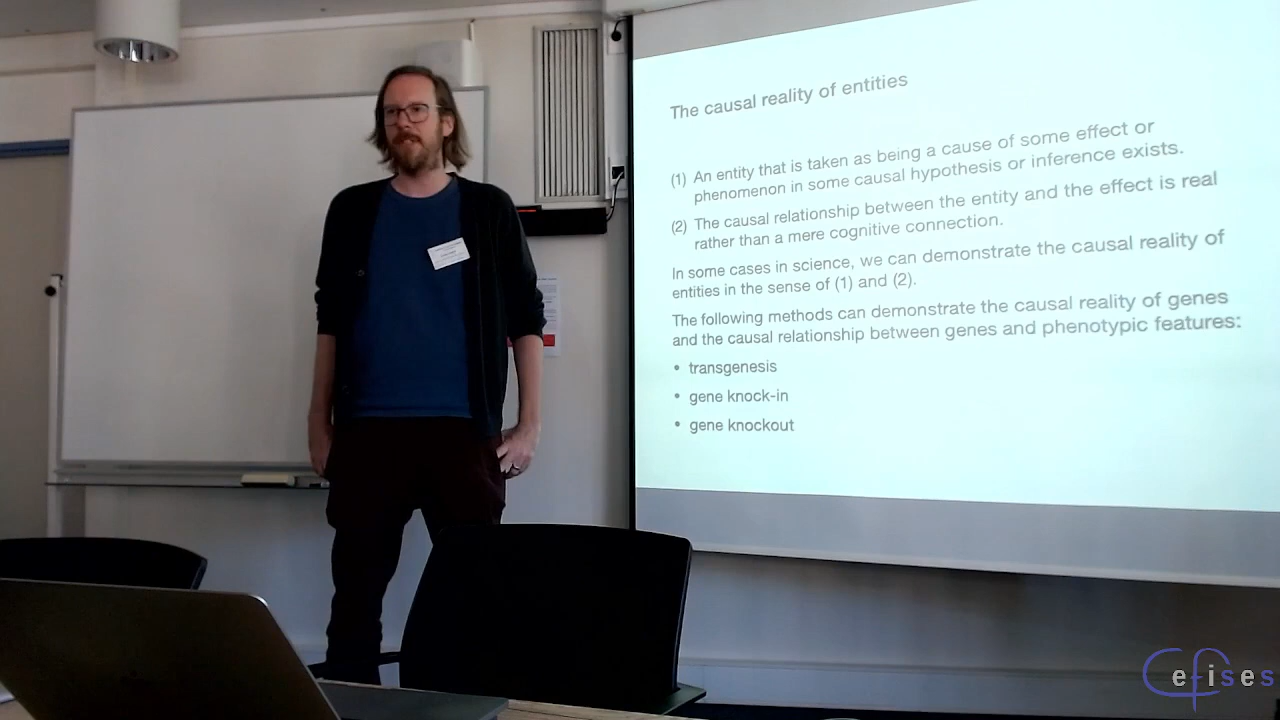 The causal reality of entities
(1) An entity that is taken as being a cause of some effect or
phenomenon in some causal hypothesis or inference exists.
(2) The causal relationship between the entity and the effect is real
rather than a mere cognitive connection.
In some cases in science, we can demonstrate the causal reality of
entities in the sense of (1) and (2).
The following methods can demonstrate the causal reality of genes
and the causal relationship between genes and phenotypic features:
• transgenesis
• gene knock-in
• gene knockout
Cefises